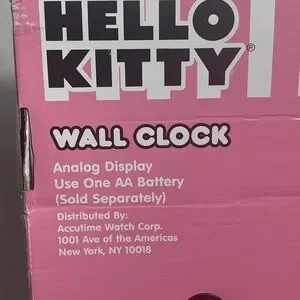 HELLO
KITTY®
WALL CLOCK
Analog Display
Use One AA Battery
(Sold Separately)
Distributed By:
Accutime Watch Corp.
1001 Ave of the Americas
New York, NY 10018